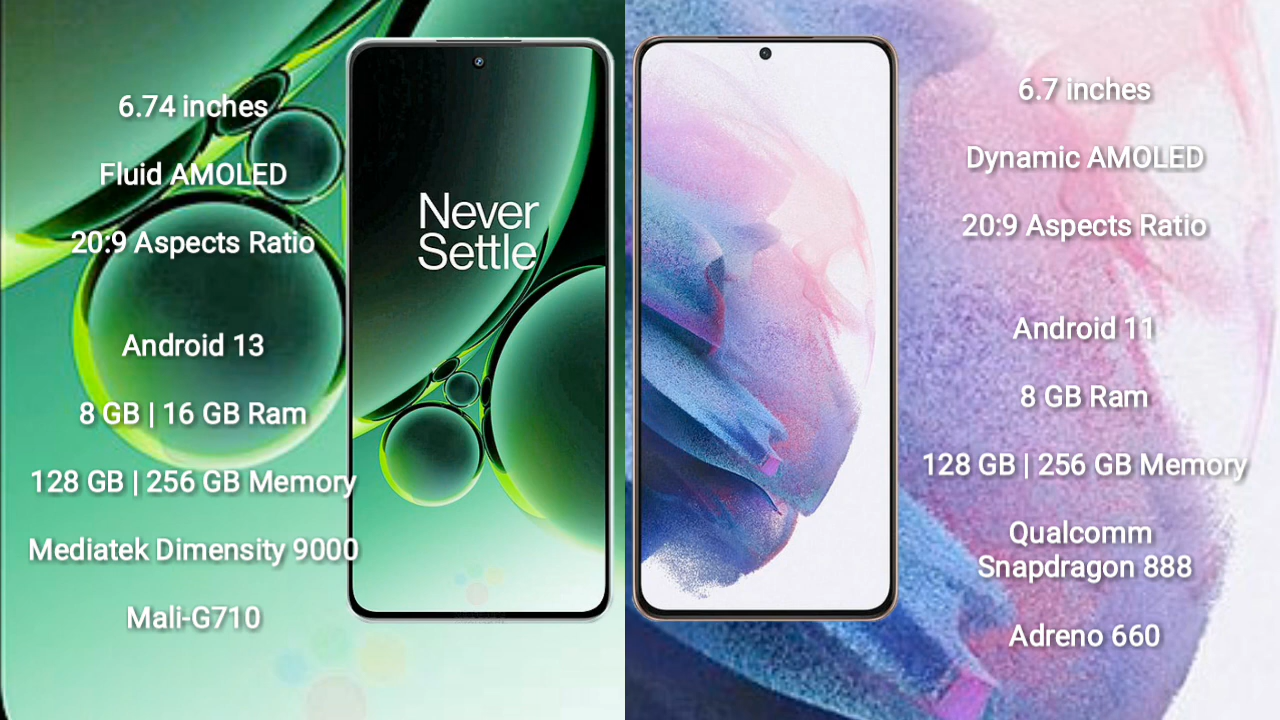 6.74 inches
Fluid AMOLED
20:9 Aspects Ratio
Android 13
8 GB | 16 GB Ram
128 GB | 256 GB Memory
Mediatek Dimensity 9000
Mali-G710
Never
Settle
6.7 inches
Dynamic AMOLED
20:9 Aspects Ratio
Android 11
8 GB Ram
128 GB | 256 GB Memory
Qualcomm
Snapdragon 888
Adreno 660